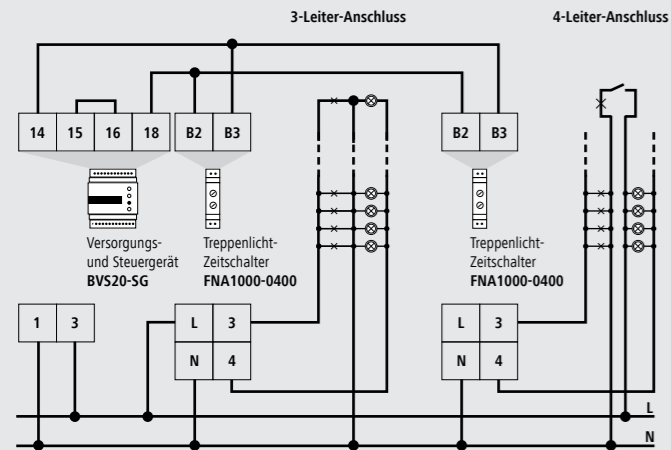 3-Leiter-Anschluss
4-Leiter-Anschluss
14 15 16 18 B2 B3
B2 B3
Versorgungs-
und Steuergerät
BVS20-SG
Treppenlicht-
Zeitschalter
FNA1000-0400
Treppenlicht-
Zeitschalter
FNA1000-0400
1 3
L 3
N 4
L 3
N 4
L
N